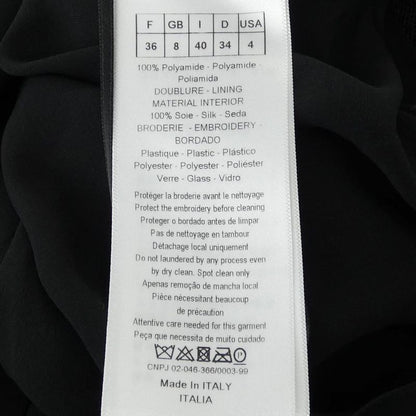 F GB I D USA
36 8 40 34 4
100% Polyamide - Polyamide -
Poliamida
DOUBLURE - LINING
MATERIAL INTERIOR
100% Soie - Silk - Seda
BRODERIE - EMBROIDERY -
BORDADO
Plastique - Plastic - Plástico
Polyester - Polyester - Poliéster
Verre - Glass - Vidro
Protéger la broderie avant le nettoyage
Protect the embroidery before cleaning
Proteger o bordado antes de limpar
Pas de nettoyage en tambour
Détachage local uniquement
Do not laundered by any process even
by dry clean. Spot clean only
Apenas remoção de mancha local
Pièce nécessitant beaucoup
de précaution
Attentive care needed for this garment
Peça que necessita de muito cuidado
CNPJ 02-046-366/0003-99
Made In ITALY
ITALIA